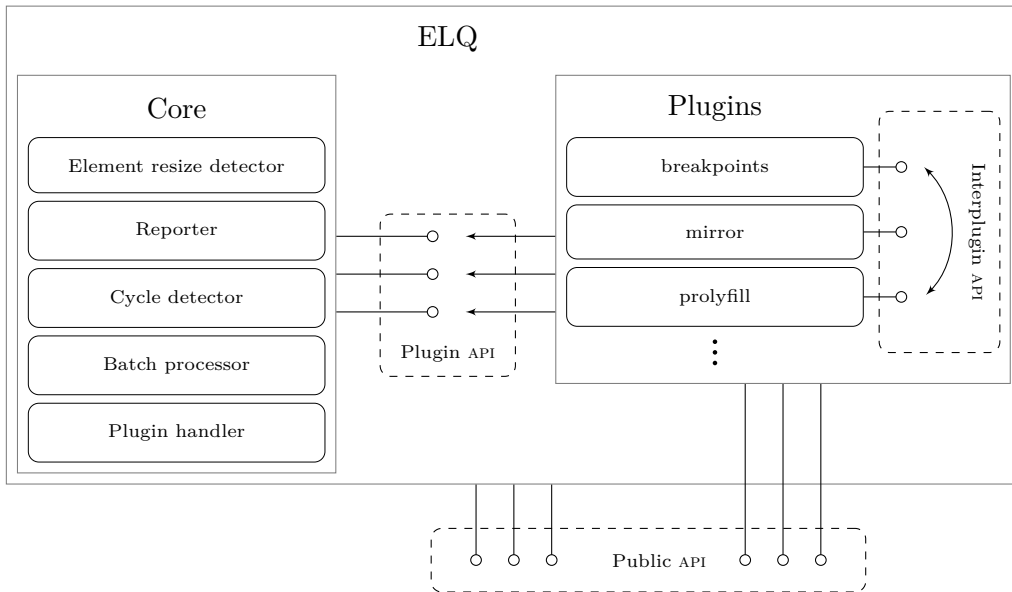 ELQ
Core
Element resize detector
Reporter
Cycle detector
Batch processor
Plugin handler
Plugin API
Plugins
breakpoints
mirror
prolyfill
Interplugin API
Public API